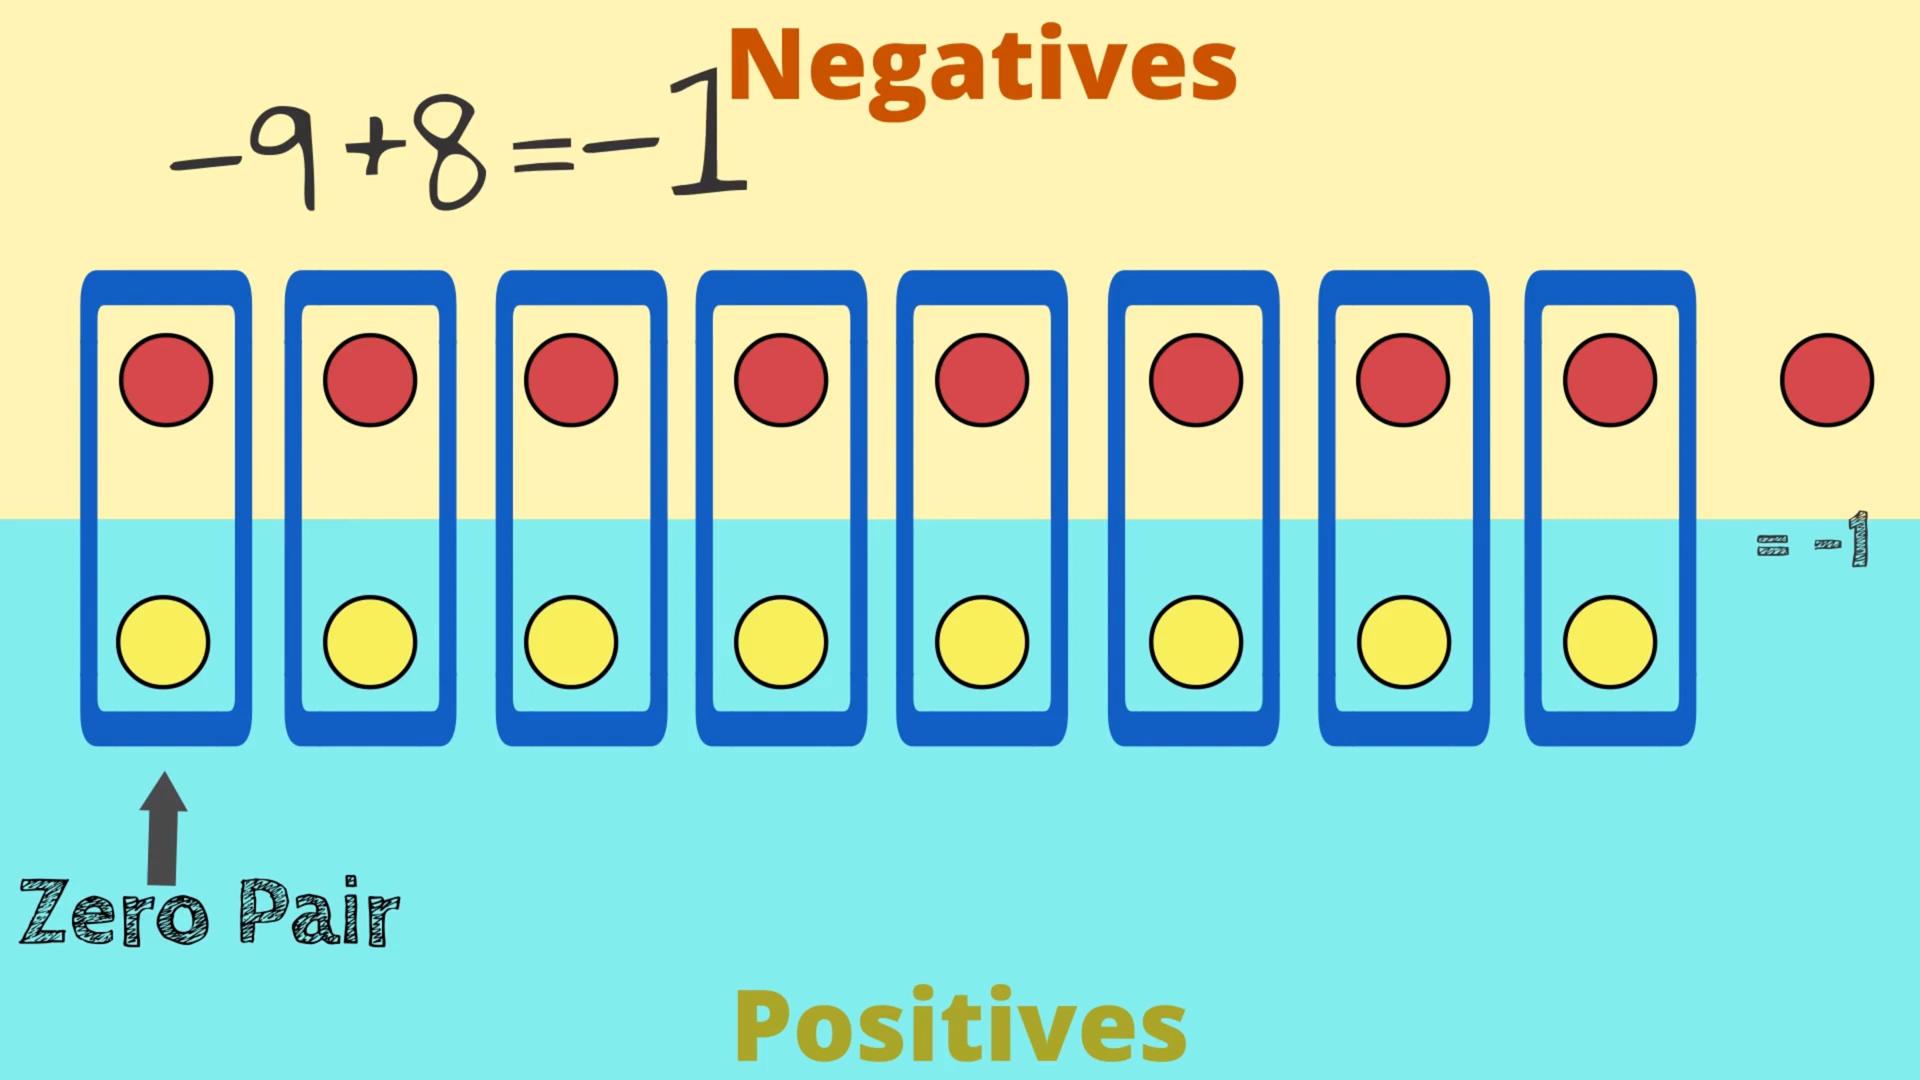 Negatives
-9+8=-1
= -1
Zero Pair
Positives